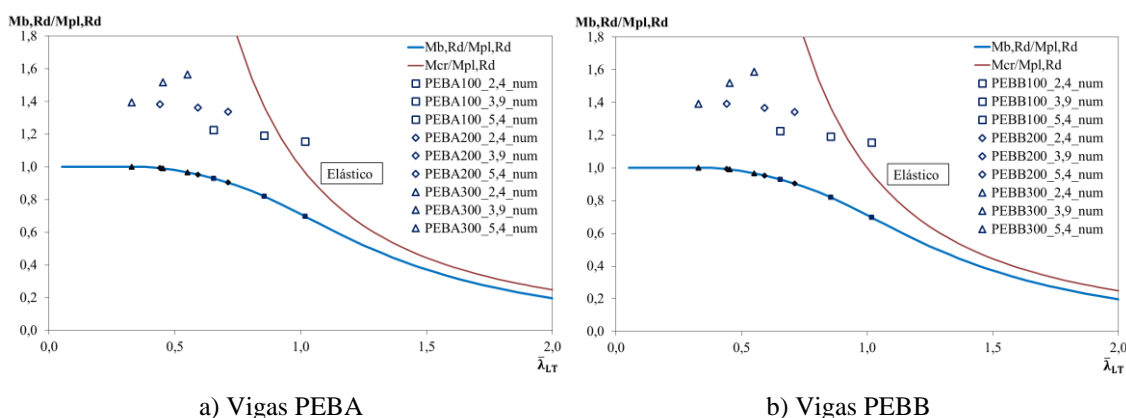 Mb,Rd/Mpl,Rd
1,8
1,6
1,4
1,2
1,0
0,8
0,6
0,4
0,2
0,0
0,0
0,5
1,0
1,5
2,0
λ̄LT
Elástico
Mb,Rd/Mpl,Rd
Mcr/Mpl,Rd
PEBA100_2,4_num
PEBA100_3,9_num
PEBA100_5,4_num
PEBA200_2,4_num
PEBA200_3,9_num
PEBA200_5,4_num
PEBA300_2,4_num
PEBA300_3,9_num
PEBA300_5,4_num
a) Vigas PEBA
Mb,Rd/Mpl,Rd
1,8
1,6
1,4
1,2
1,0
0,8
0,6
0,4
0,2
0,0
0,0
0,5
1,0
1,5
2,0
λ̄LT
Elástico
Mb,Rd/Mpl,Rd
Mcr/Mpl,Rd
PEBB100_2,4_num
PEBB100_3,9_num
PEBB100_5,4_num
PEBB200_2,4_num
PEBB200_3,9_num
PEBB200_5,4_num
PEBB300_2,4_num
PEBB300_3,9_num
PEBB300_5,4_num
b) Vigas PEBB